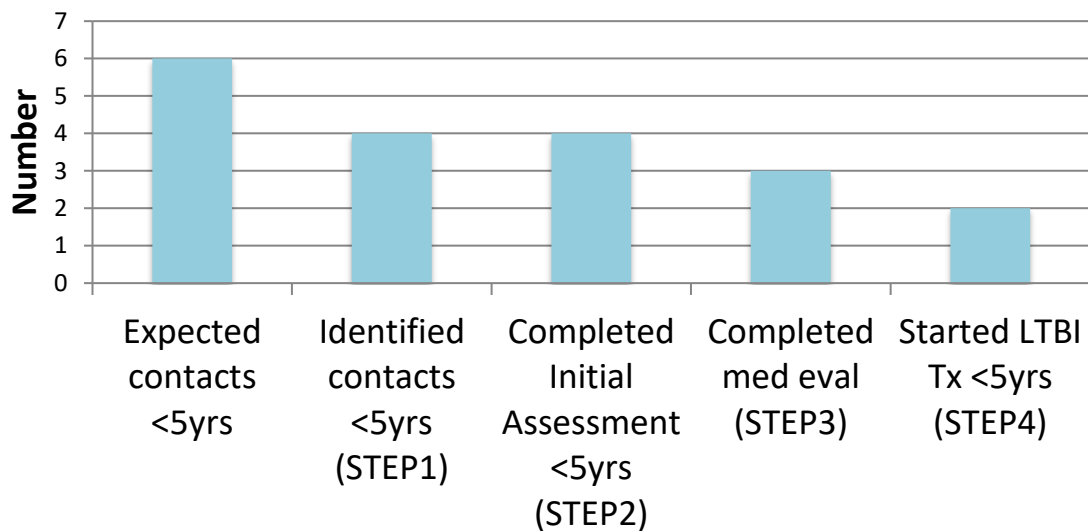 Number
7
6
5
4
3
2
1
0
Expected
contacts
<5yrs
Identified
contacts
<5yrs
(STEP1)
Completed
Initial
Assessment
<5yrs
(STEP2)
Completed
med eval
(STEP3)
Started LTBI
Tx <5yrs
(STEP4)